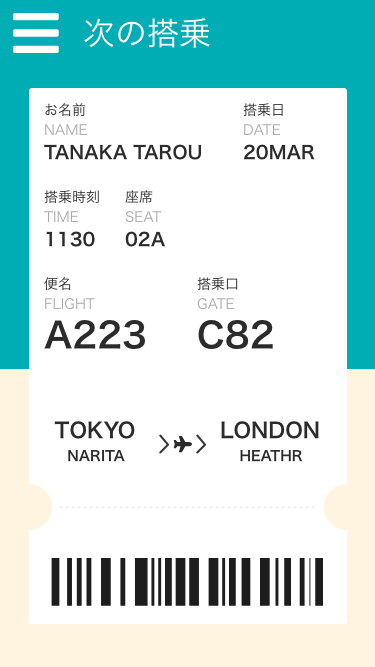 次の搭乗
お名前 搭乗日
NAME DATE
TANAKA TAROU 20MAR
搭乗時刻 座席
TIME SEAT
1130 02A
便名 搭乗口
FLIGHT GATE
A223 C82
TOKYO LONDON
NARITA HEATHR